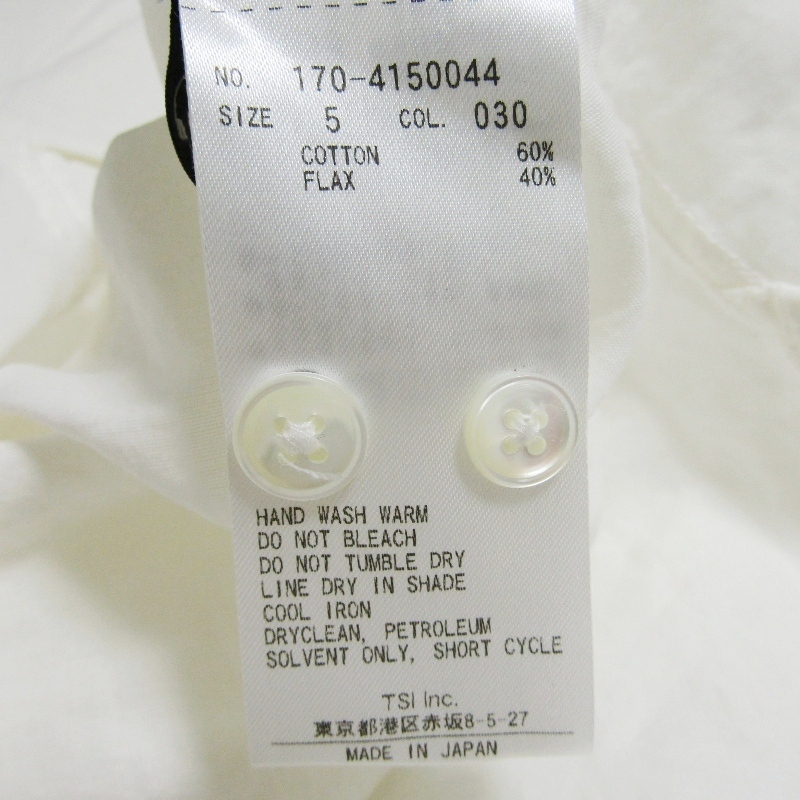 NO. 170-4150044
SIZE 5 COL. 030
COTTON 60%
FLAX 40%
HAND WASH WARM
DO NOT BLEACH
DO NOT TUMBLE DRY
LINE DRY IN SHADE
COOL IRON
DRYCLEAN, PETROLEUM
SOLVENT ONLY, SHORT CYCLE
TSI Inc.
東京都港区赤坂8-5-27
MADE IN JAPAN